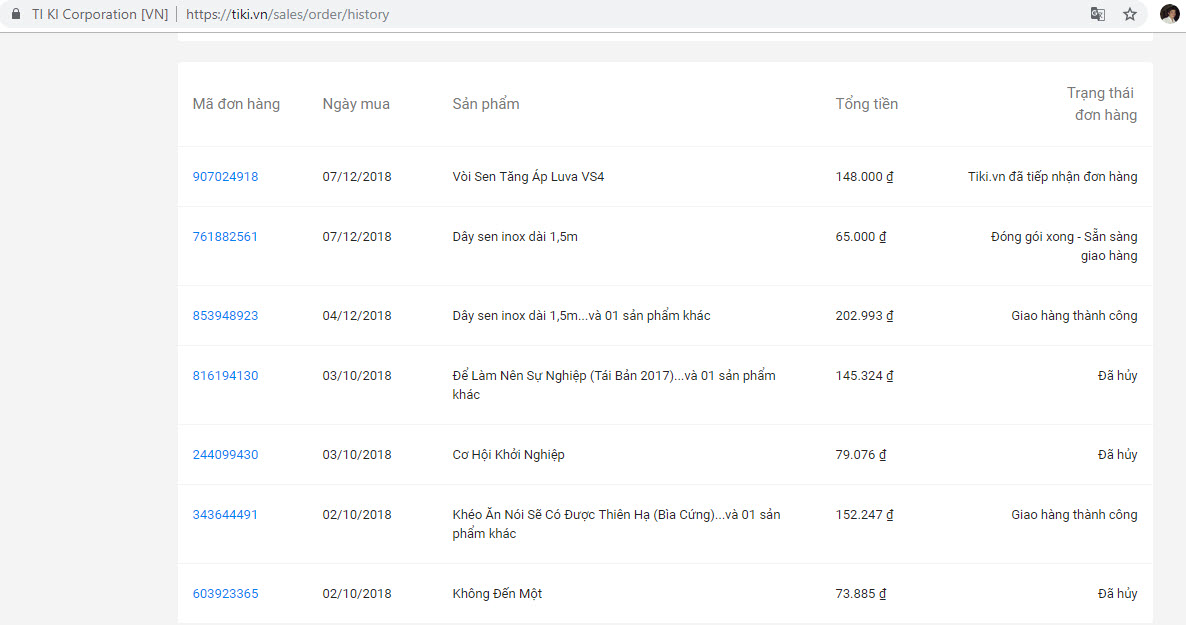 TI KI Corporation [VN] https://tiki.vn/sales/order/history
Mã đơn hàng Ngày mua Sản phẩm Tổng tiền Trạng thái
đơn hàng
907024918 07/12/2018 Vòi Sen Tăng Áp Luva VS4 148.000 ₫ Tiki.vn đã tiếp nhận đơn hàng
761882561 07/12/2018 Dây sen inox dài 1,5m 65.000 ₫ Đóng gói xong - Sẵn sàng
giao hàng
853948923 04/12/2018 Dây sen inox dài 1,5m...và 01 sản phẩm khác 202.993 ₫ Giao hàng thành công
816194130 03/10/2018 Để Làm Nên Sự Nghiệp (Tái Bản 2017)...và 01 sản phẩm 145.324 ₫ Đã hủy
khác
244099430 03/10/2018 Cơ Hội Khởi Nghiệp 79.076 ₫ Đã hủy
343644491 02/10/2018 Khéo Ăn Nói Sẽ Có Được Thiên Hạ (Bìa Cứng)...và 01 sản 152.247 ₫ Giao hàng thành công
phẩm khác
603923365 02/10/2018 Không Đến Một 73.885 ₫ Đã hủy